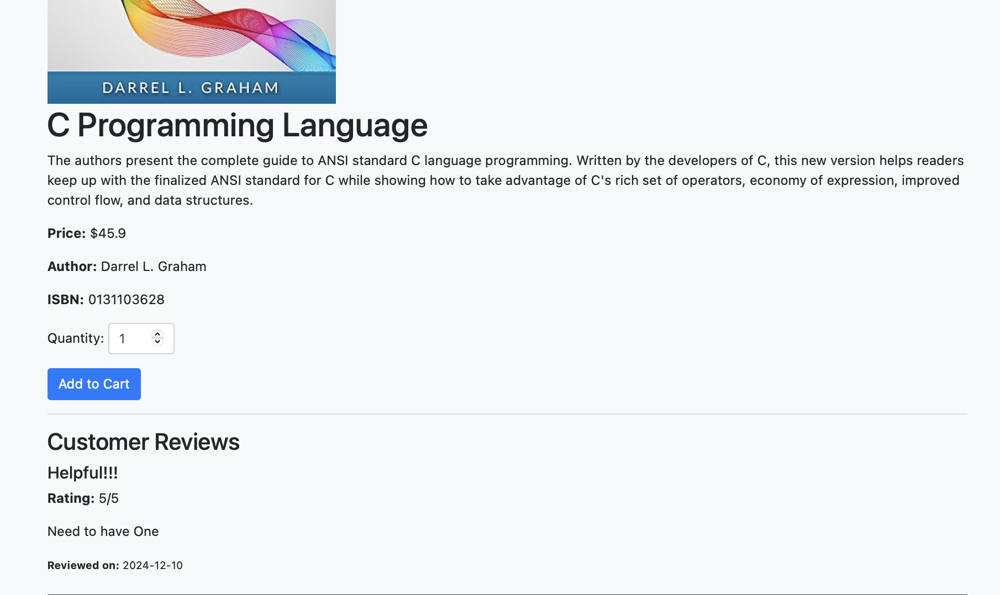 DARREL L. GRAHAM
C Programming Language
The authors present the complete guide to ANSI standard C language programming. Written by the developers of C, this new version helps readers
keep up with the finalized ANSI standard for C while showing how to take advantage of C's rich set of operators, economy of expression, improved
control flow, and data structures.
Price: $45.9
Author: Darrel L. Graham
ISBN: 0131103628
Quantity: 1
Add to Cart
Customer Reviews
Helpful!!!
Rating: 5/5
Need to have One
Reviewed on: 2024-12-10